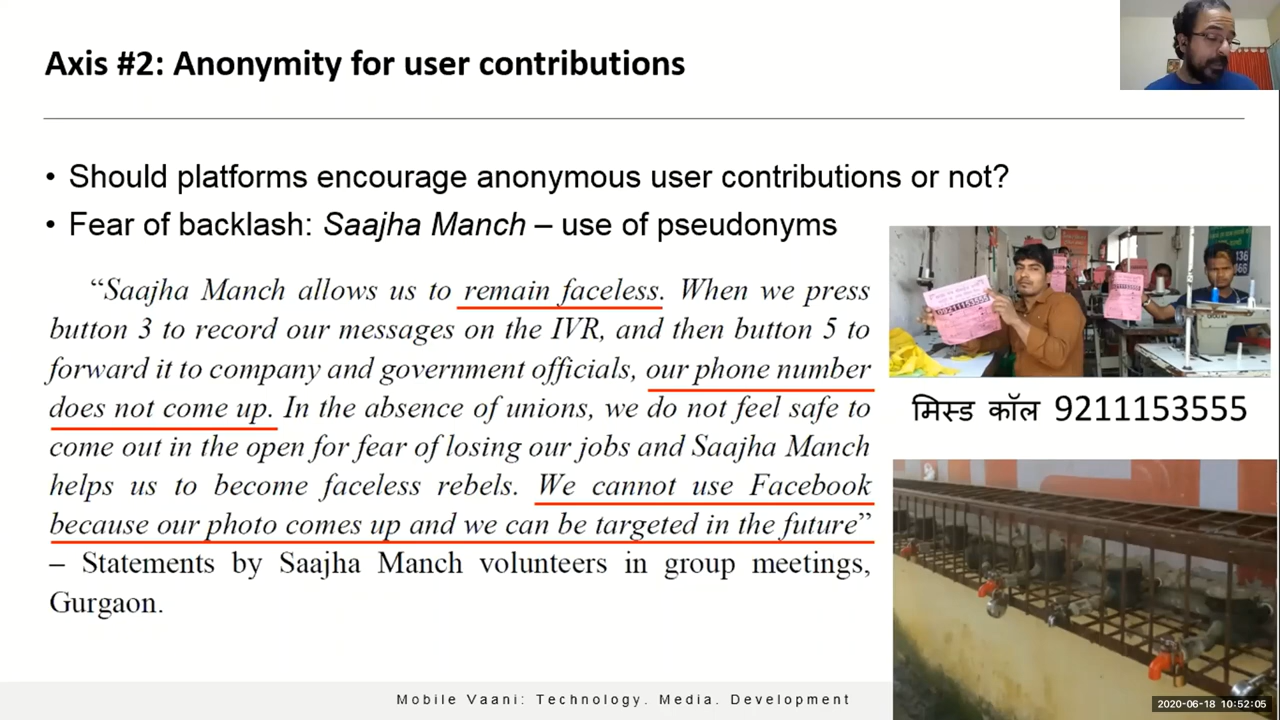 Axis #2: Anonymity for user contributions
• Should platforms encourage anonymous user contributions or not?
• Fear of backlash: Saajha Manch – use of pseudonyms
“Saajha Manch allows us to remain faceless. When we press
button 3 to record our messages on the IVR, and then button 5 to
forward it to company and government officials, our phone number
does not come up. In the absence of unions, we do not feel safe to
come out in the open for fear of losing our jobs and Saajha Manch
helps us to become faceless rebels. We cannot use Facebook
because our photo comes up and we can be targeted in the future”
– Statements by Saajha Manch volunteers in group meetings,
Gurgaon.
09211153555
मिस्ड कॉल 9211153555
Mobile Vaani: Technology. Media. Development
2020-06-18 10:52:05